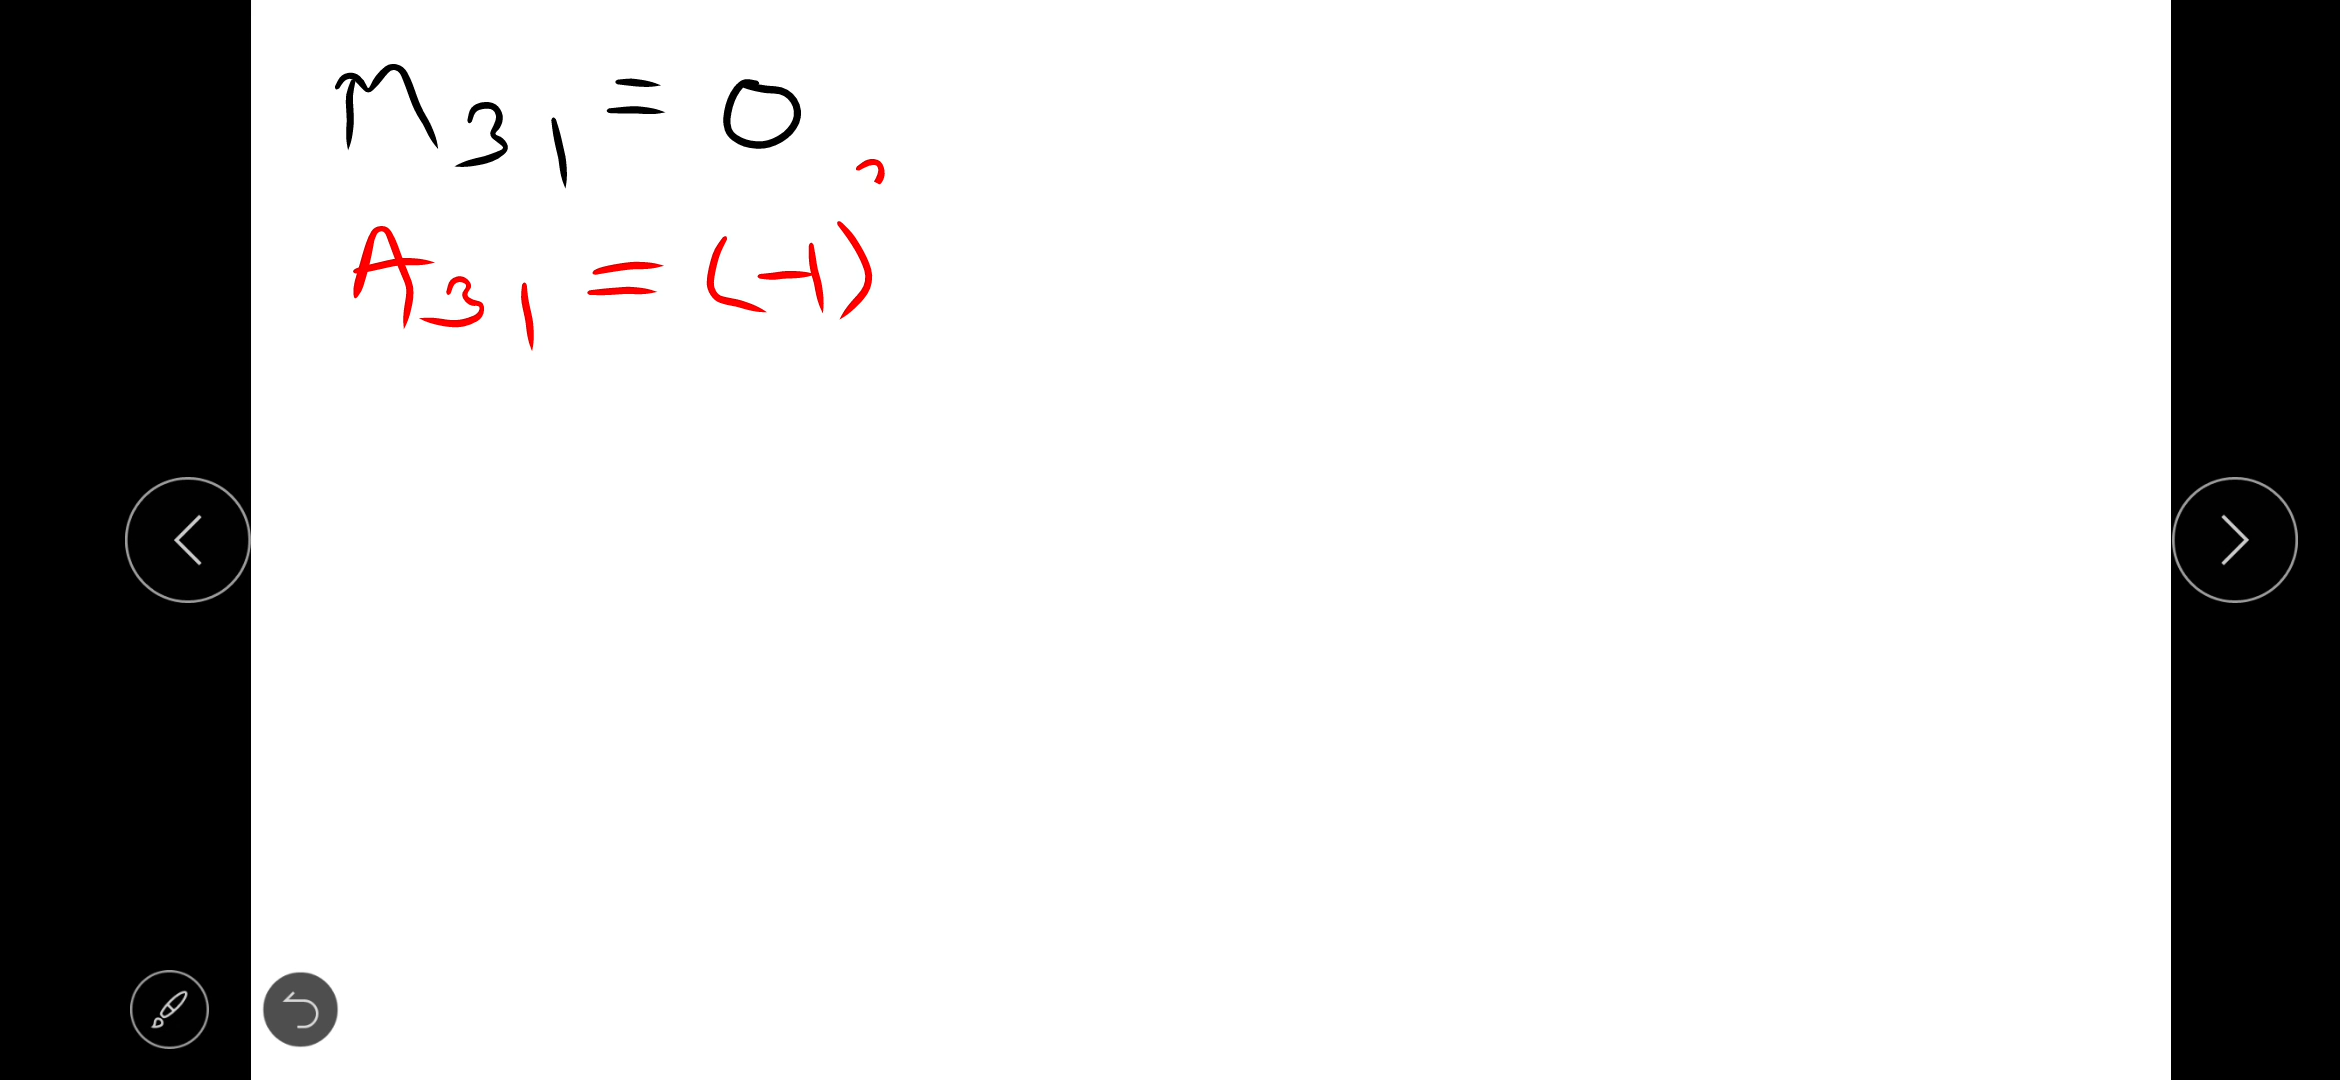 M₃₁ = 0
A₃₁ = (-1)